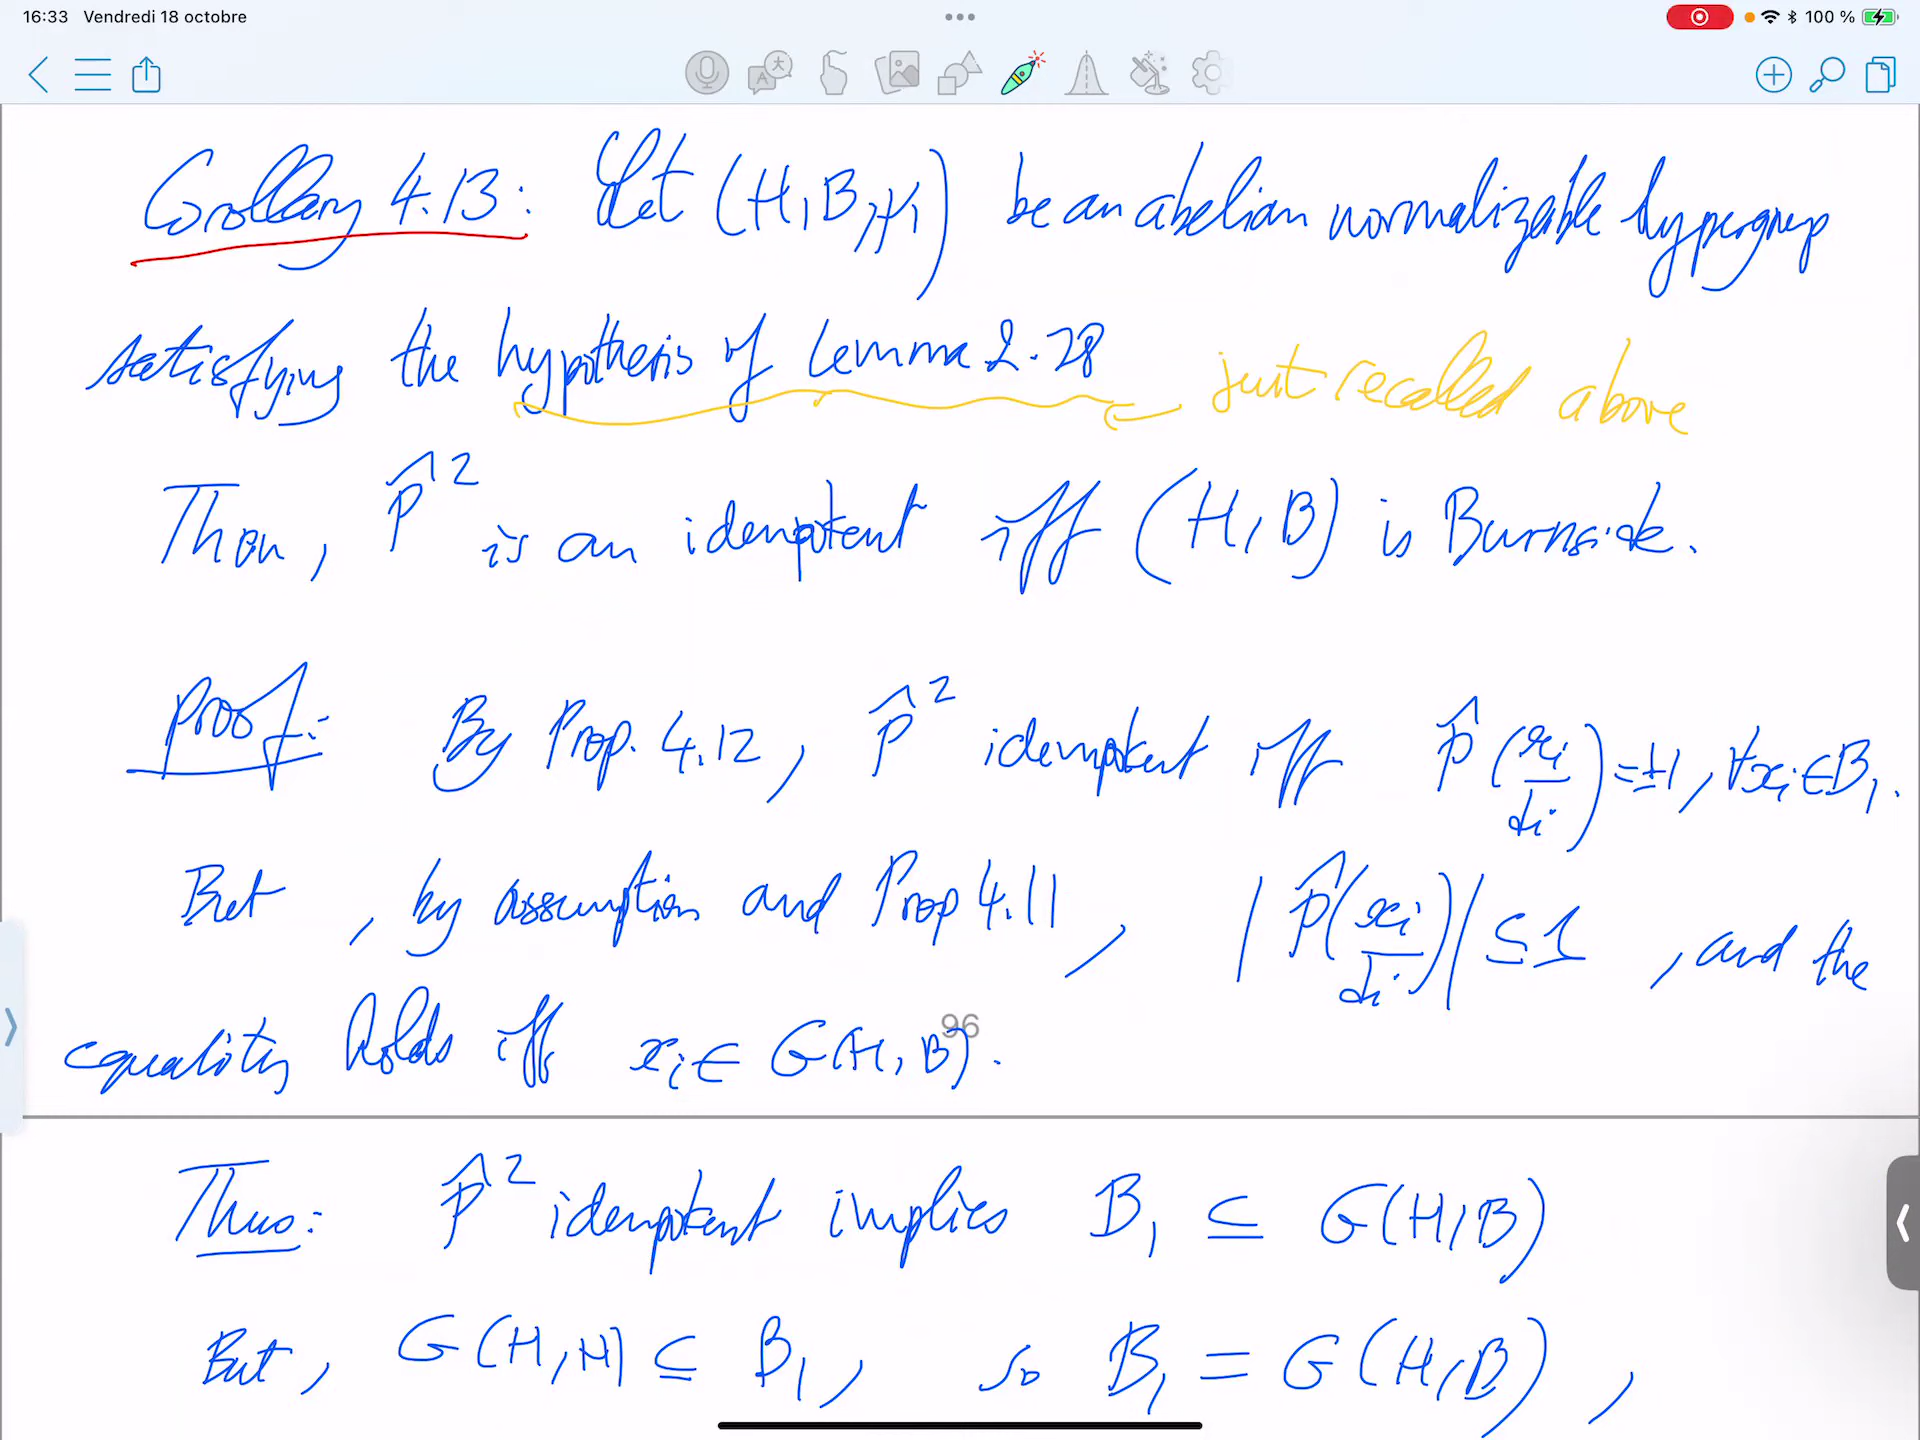 16:33 Vendredi 18 octobre 100 %
Corollary 4.13: Let (H, B, μ₁) be an abelian normalizable hypergroup
satisfying the hypothesis of Lemma 2.28 ← just recalled above
Then, p̂² is an idempotent iff (H, B) is Burnside.
Proof: By Prop. 4.12, p̂² idempotent iff p̂(xᵢ/dᵢ) = ±1, ∀xᵢ ∈ B₁.
But, by assumption and Prop 4.11, |p̂(xᵢ/dᵢ)| ≤ 1, and the
equality holds iff xᵢ ∈ G(H, B).
96
Thus: p̂² idempotent implies B₁ ⊆ G(H, B)
But, G(H, H) ⊆ B₁, so B₁ = G(H, B),